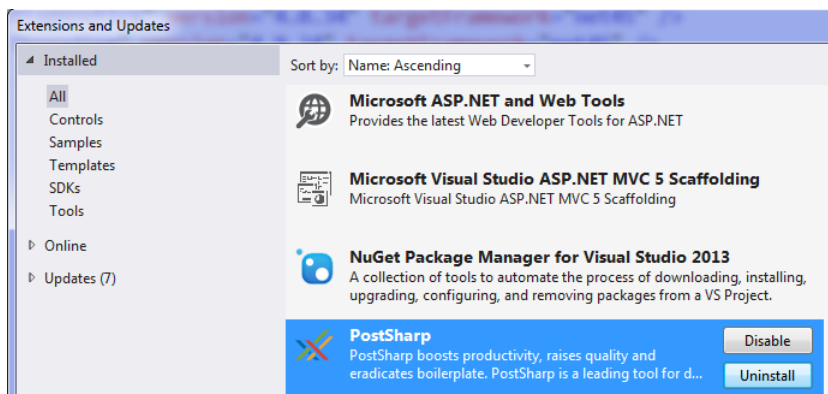 Extensions and Updates
Installed
Sort by: Name: Ascending
All
Controls
Samples
Templates
SDKs
Tools
Online
Updates (7)
Microsoft ASP.NET and Web Tools
Provides the latest Web Developer Tools for ASP.NET
Microsoft Visual Studio ASP.NET MVC 5 Scaffolding
Microsoft Visual Studio ASP.NET MVC 5 Scaffolding
NuGet Package Manager for Visual Studio 2013
A collection of tools to automate the process of downloading, installing,
upgrading, configuring, and removing packages from a VS Project.
PostSharp
PostSharp boosts productivity, raises quality and
eradicates boilerplate. PostSharp is a leading tool for d...
Disable
Uninstall